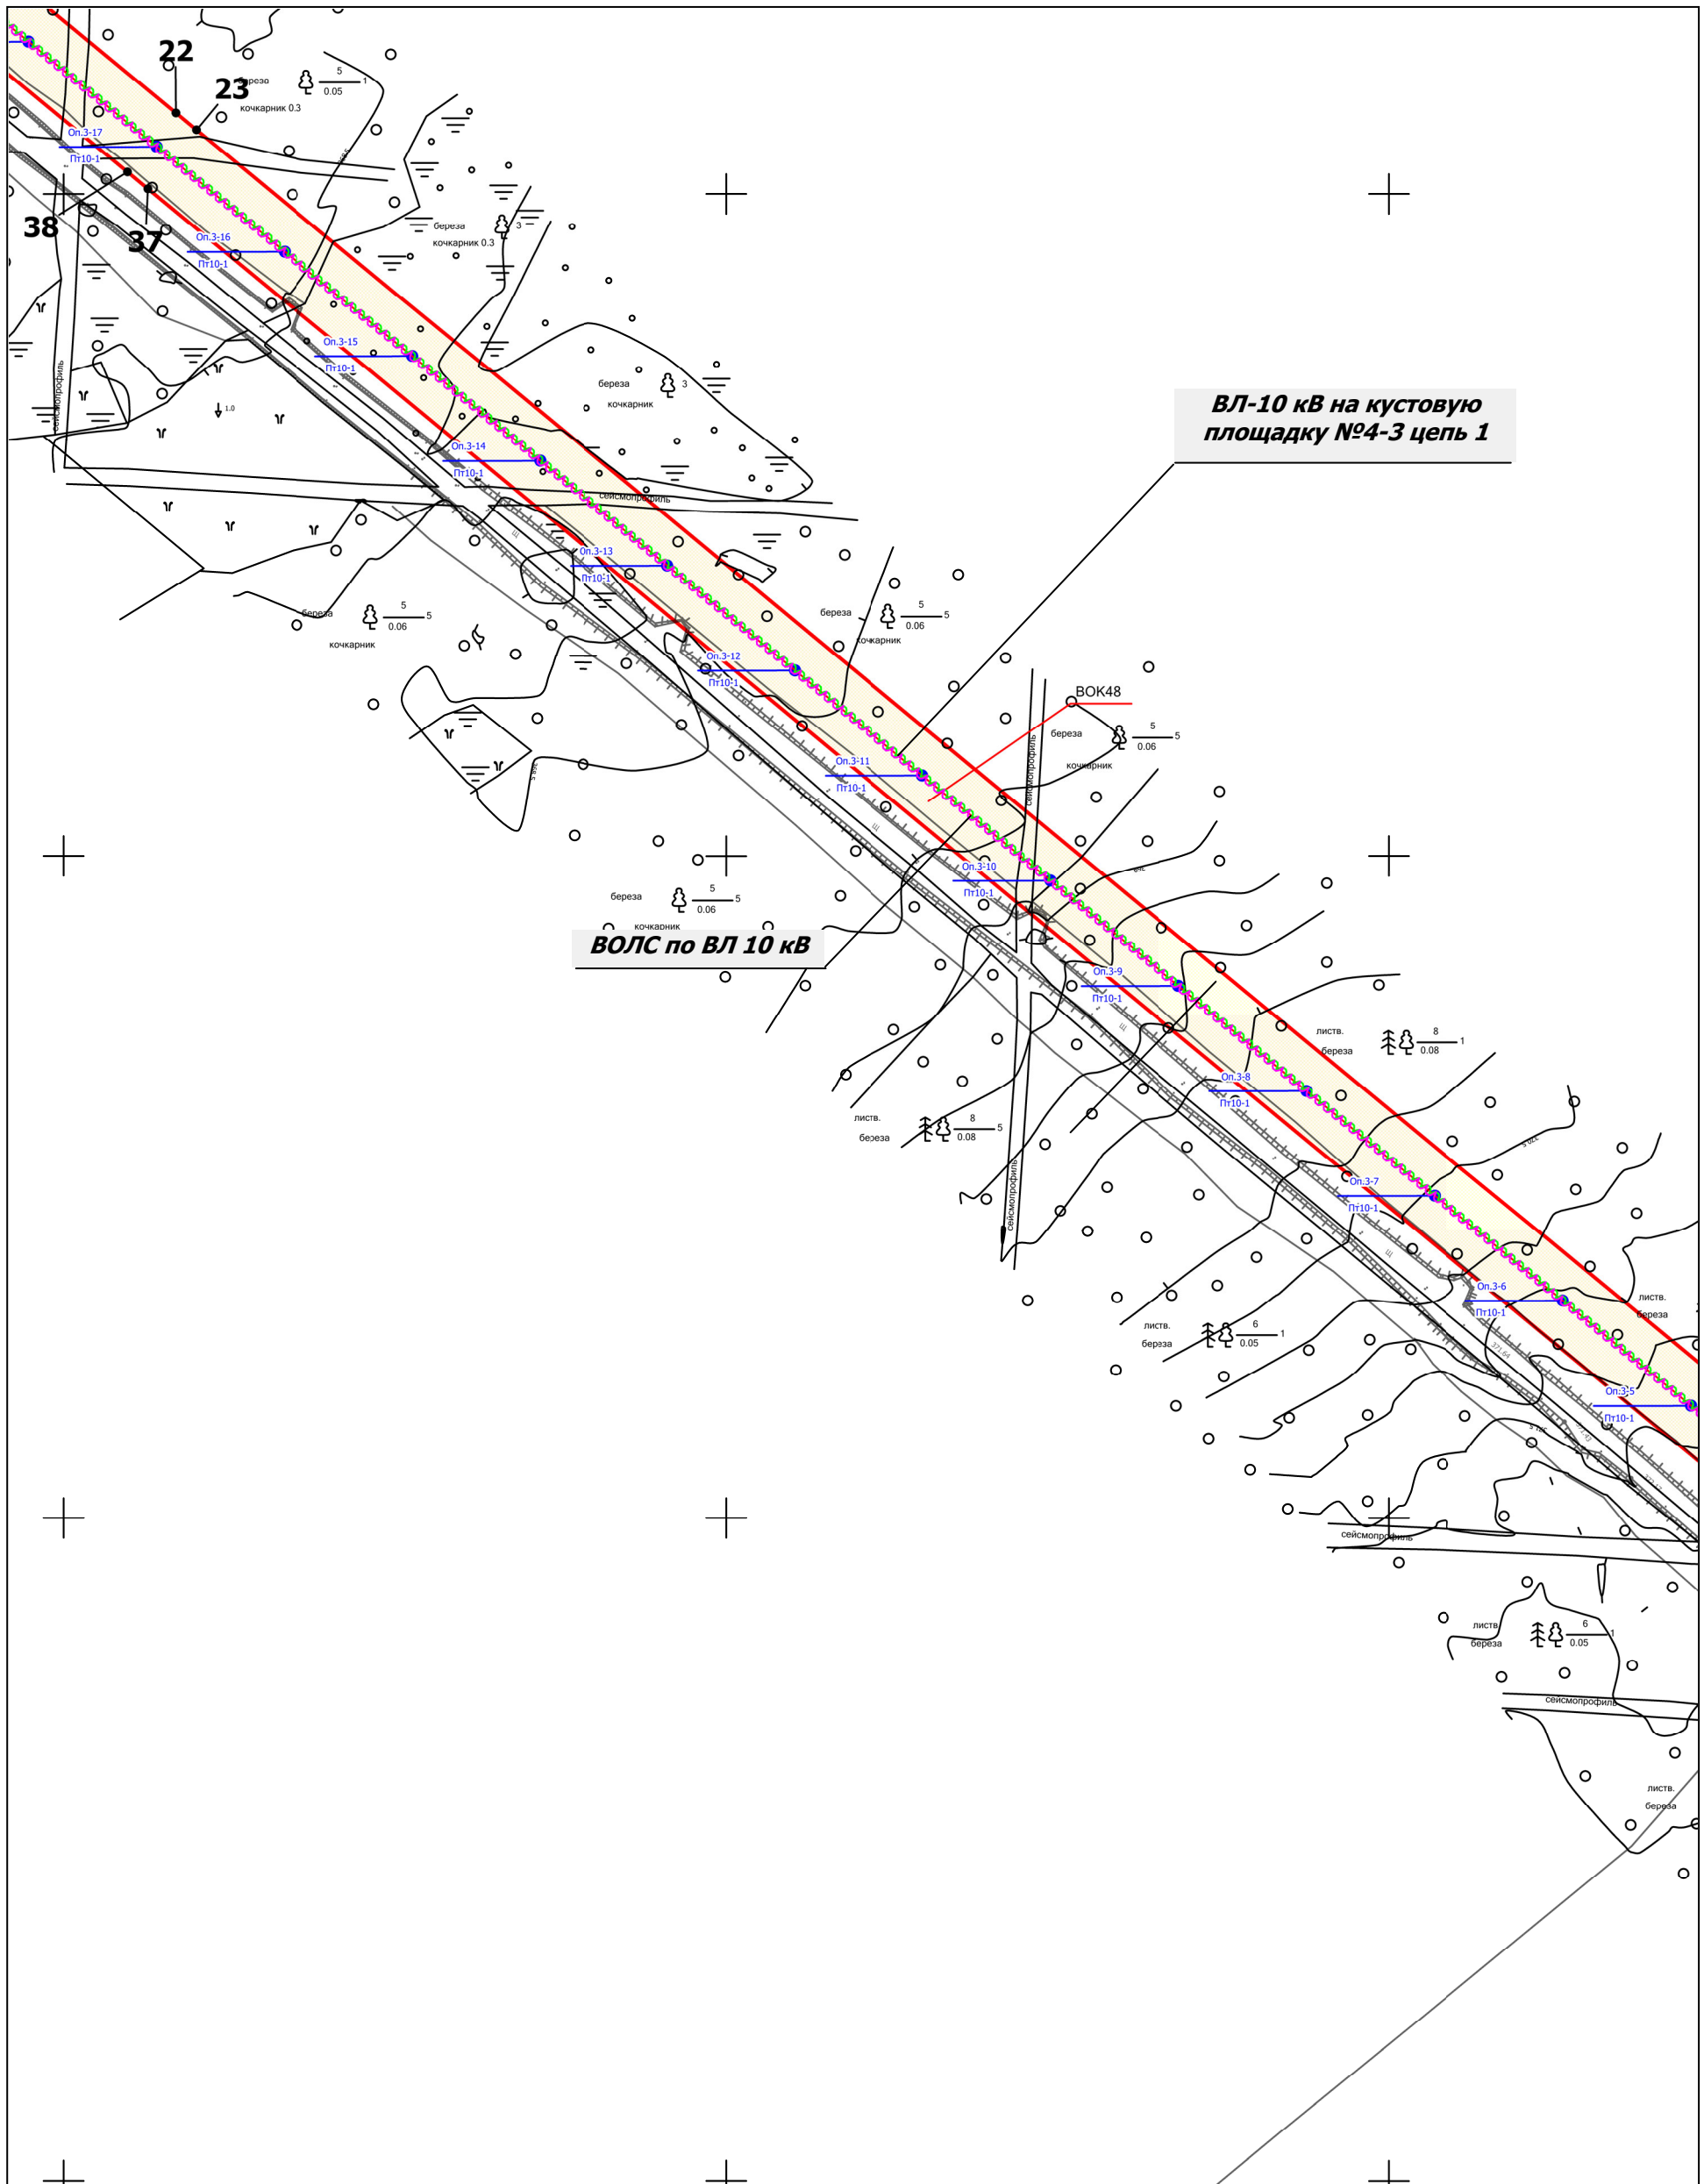 22
23
береза
5
0.05
1
кочкарник 0.3
Оп.3-17
Пт10-1
38
37
Оп.3-16
Пт10-1
береза
3
кочкарник 0.3
Оп.3-15
Пт10-1
сейсмопрофиль
1.0
береза
3
кочкарник
ВЛ-10 кВ на кустовую
площадку №4-3 цепь 1
Оп.3-14
Пт10-1
сейсмопрофиль
Щ
Оп.3-13
Пт10-1
береза
5
0.06
5
кочкарник
береза
5
0.06
5
кочкарник
Оп.3-12
Пт10-1
ВОК48
береза
5
0.06
5
кочкарник
сейсмопрофиль
Оп.3-11
Пт10-1
Щ
Оп.3-10
Пт10-1
береза
5
0.06
5
кочкарник
ВОЛС по ВЛ 10 кВ
Оп.3-9
Пт10-1
Щ
листв.
береза
8
0.08
1
Оп.3-8
Пт10-1
листв.
береза
8
0.08
5
сейсмопрофиль
Оп.3-7
Пт10-1
Щ
Оп.3-6
Пт10-1
листв.
береза
листв.
береза
6
0.05
1
371.64
Оп.3-5
Пт10-1
сейсмопрофиль
листв.
береза
6
0.05
1
сейсмопрофиль
листв.
береза